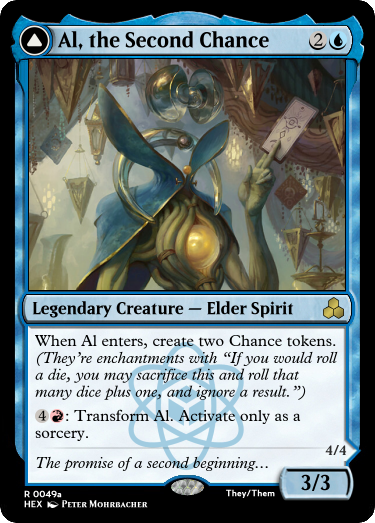 Al, the Second Chance 2
Legendary Creature — Elder Spirit
When Al enters, create two Chance tokens.
(They're enchantments with “If you would roll
a die, you may sacrifice this and roll that
many dice plus one, and ignore a result.”)
4: Transform Al. Activate only as a
sorcery.
4/4
The promise of a second beginning…
3/3
R 0049a
HEX Peter Mohrbacher
They/Them